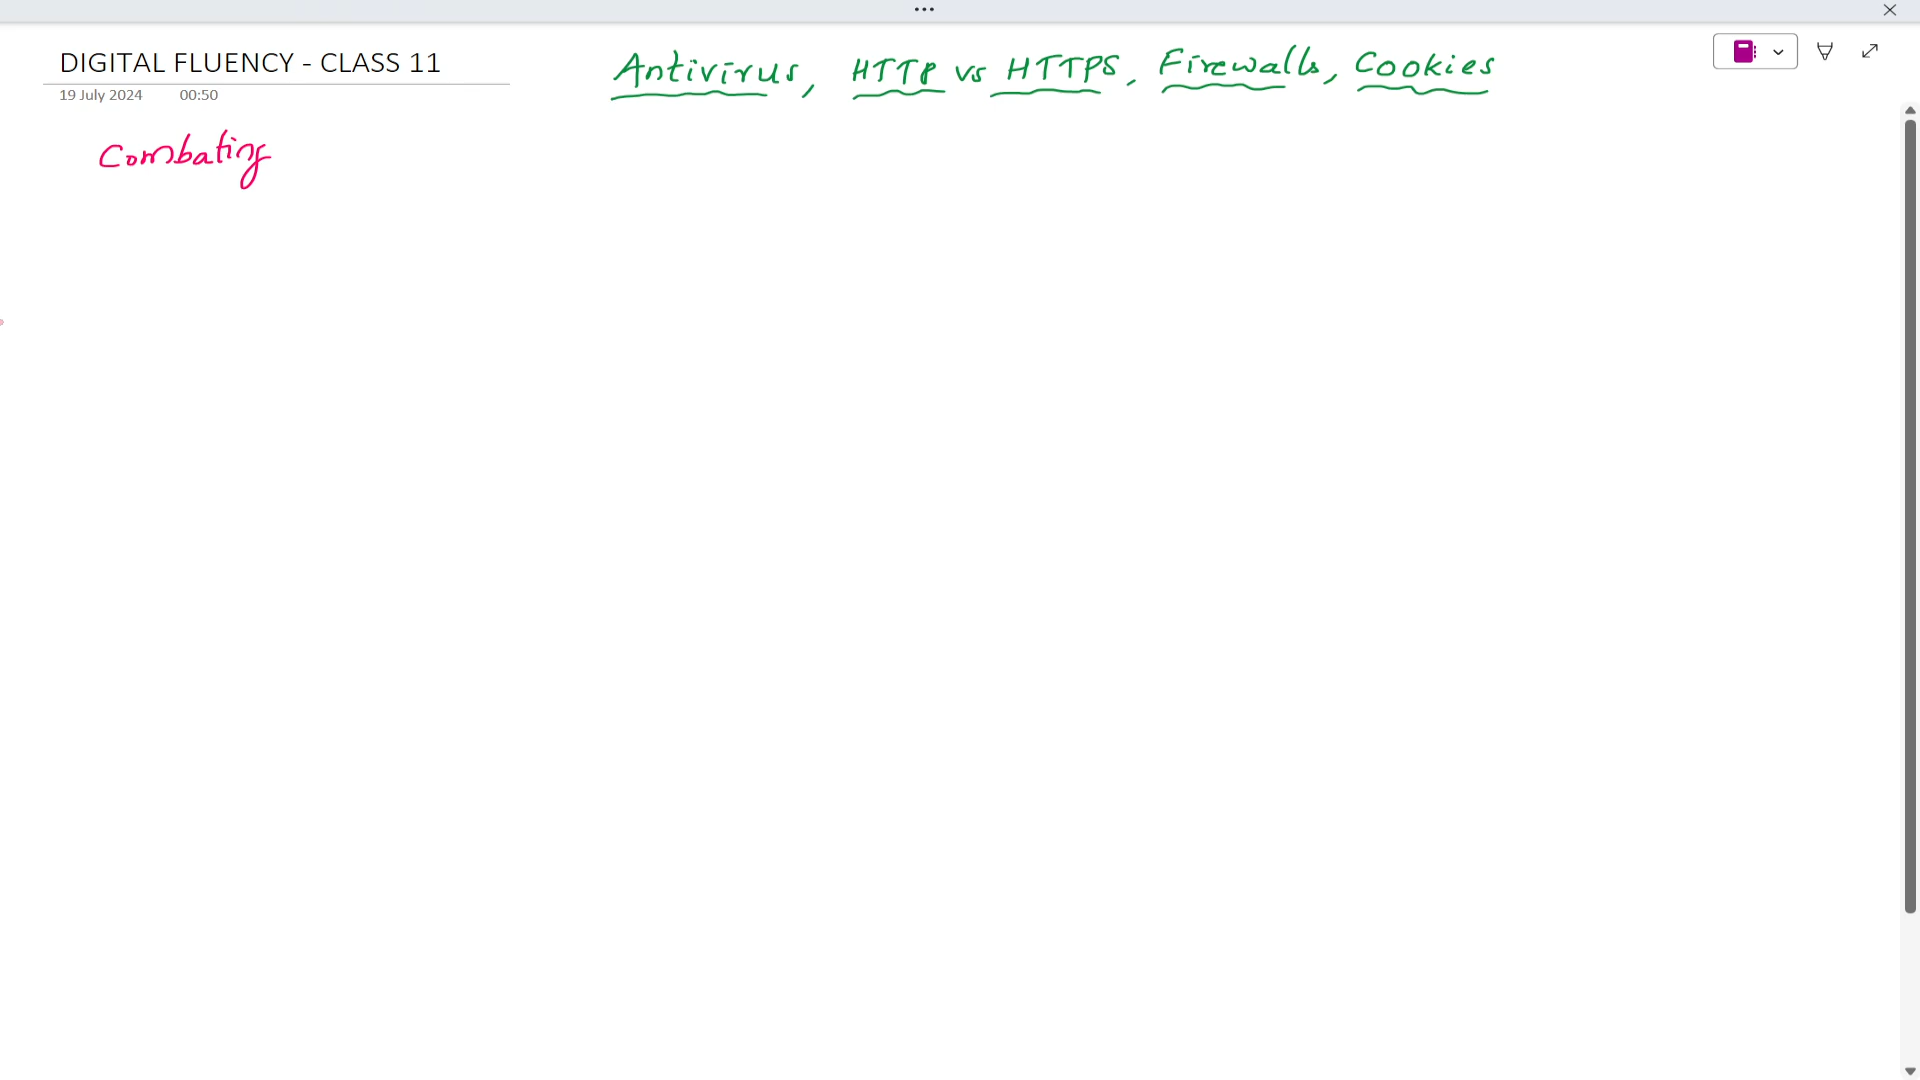 DIGITAL FLUENCY - CLASS 11
Antivirus, HTTP vs HTTPS, Firewalls, Cookies
19 July 2024 00:50
Combating